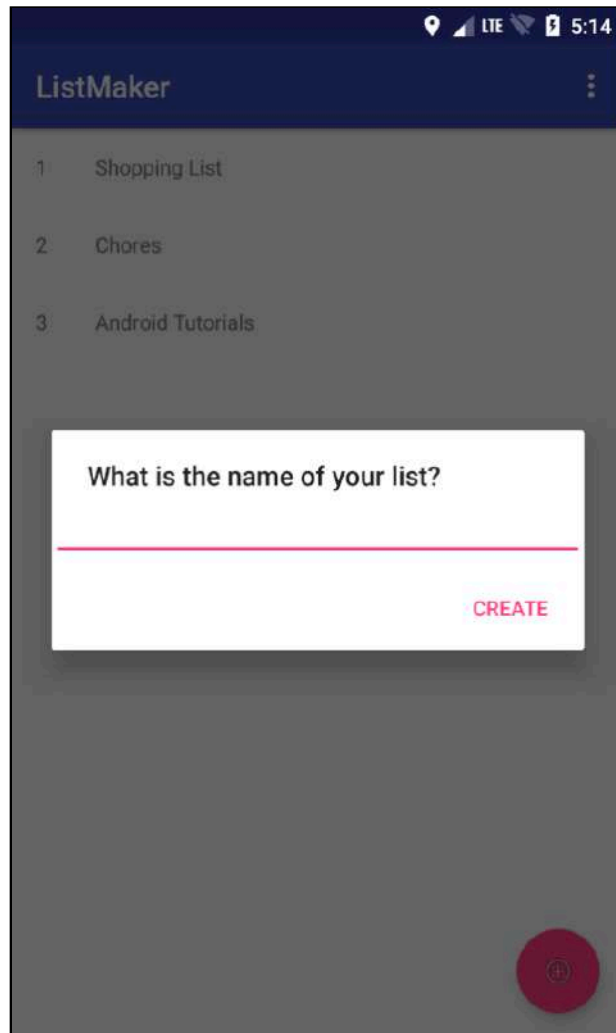 LTE 5:14
ListMaker
1 Shopping List
2 Chores
3 Android Tutorials
What is the name of your list?
CREATE